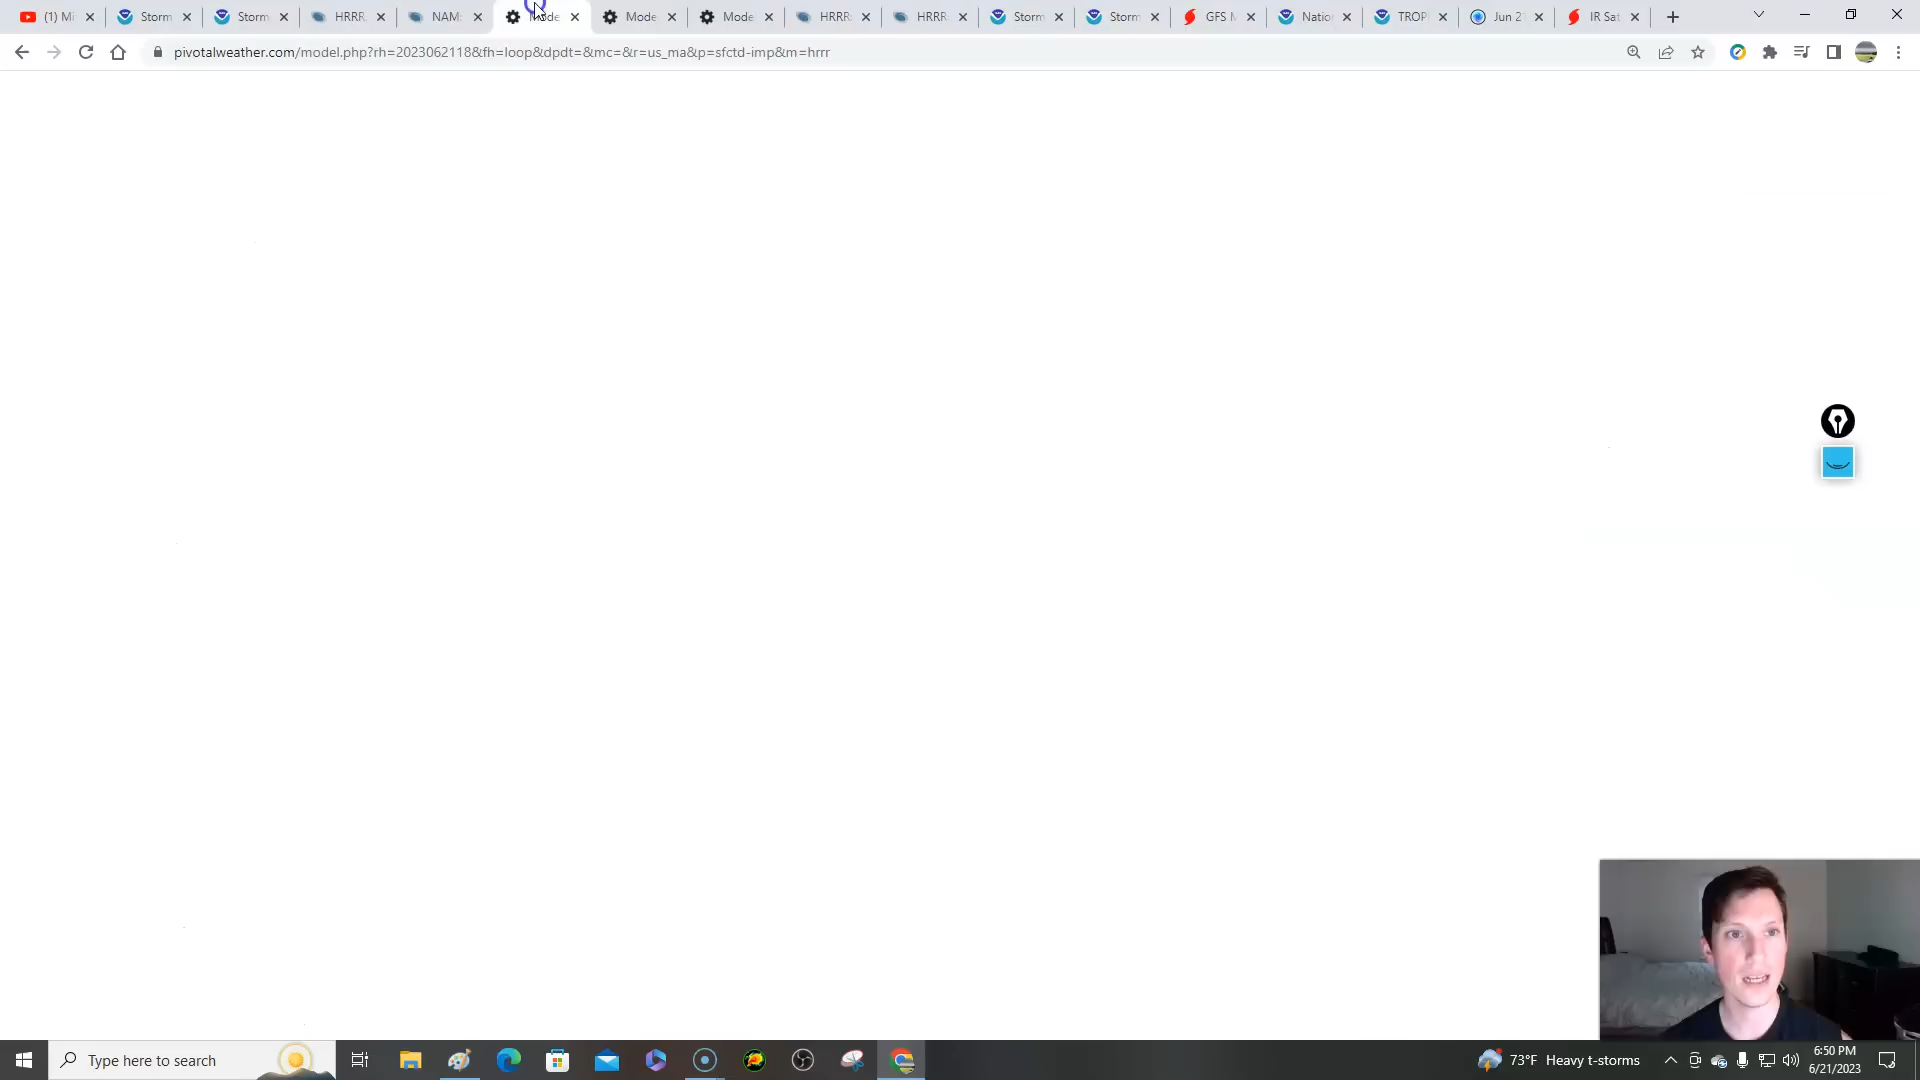 (1) Mi
Storm
Storm
HRRR
NAM
Mode
Mode
Mode
HRRR
HRRR
Storm
Storm
GFS M
Natio
TROP
Jun 2
IR Sat
pivotalweather.com/model.php?rh=2023062118&fh=loop&dpdt=&mc=&r=us_ma&p=sfctd-imp&m=hrrr
Type here to search
73°F Heavy t-storms
6:50 PM
6/21/2023